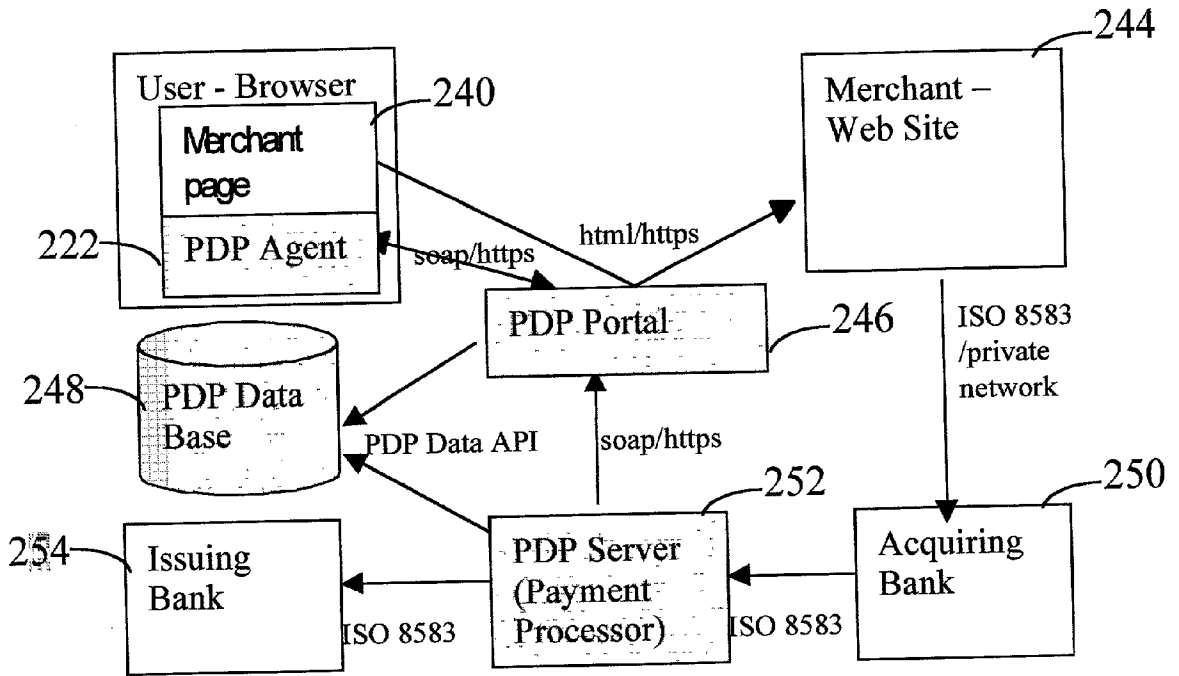 244
User - Browser
240
Merchant –
Web Site
Merchant
page
222
PDP Agent
soap/https
html/https
PDP Portal
246
ISO 8583
/private
network
248
PDP Data
Base
PDP Data API
soap/https
252
250
254
Issuing
Bank
PDP Server
(Payment
Processor)
Acquiring
Bank
ISO 8583
ISO 8583